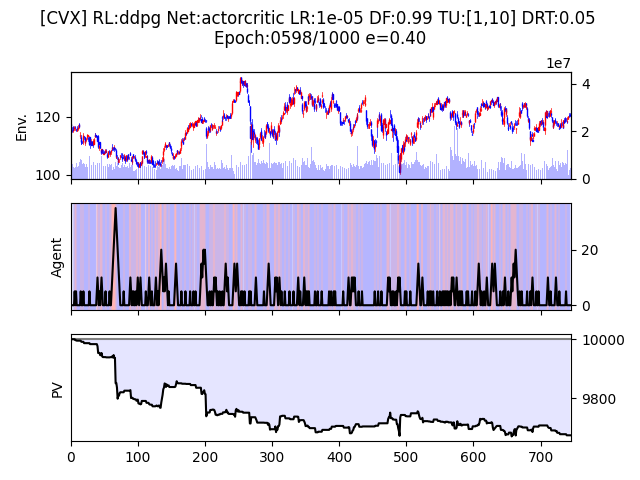 [CVX] RL:ddpg Net:actorcritic LR:1e-05 DF:0.99 TU:[1,10] DRT:0.05
Epoch:0598/1000 e=0.40
1e7
Env.
120
100
4
2
0
Agent
20
0
PV
10000
9800
0 100 200 300 400 500 600 700